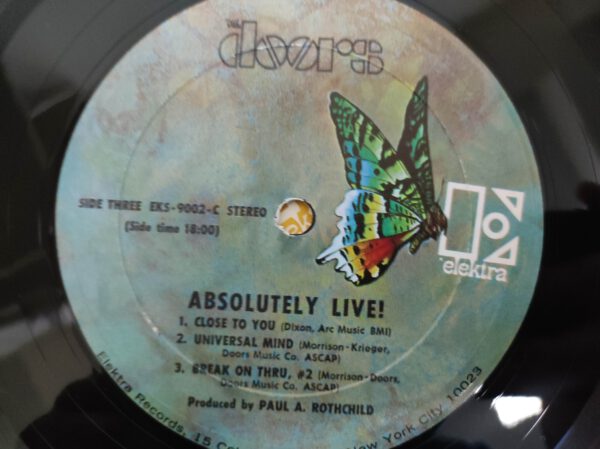 THE
doors
SIDE THREE EKS-9002-C STEREO
(Side time 18:00)
elektra
ABSOLUTELY LIVE!
1. CLOSE TO YOU (Dixon, Arc Music BMI)
2. UNIVERSAL MIND (Morrison-Krieger,
Doors Music Co. ASCAP)
3. BREAK ON THRU, #2 (Morrison-Doors,
Doors Music Co. ASCAP)
Produced by PAUL A. ROTHCHILD
Elektra Records, 15 New York City 10023